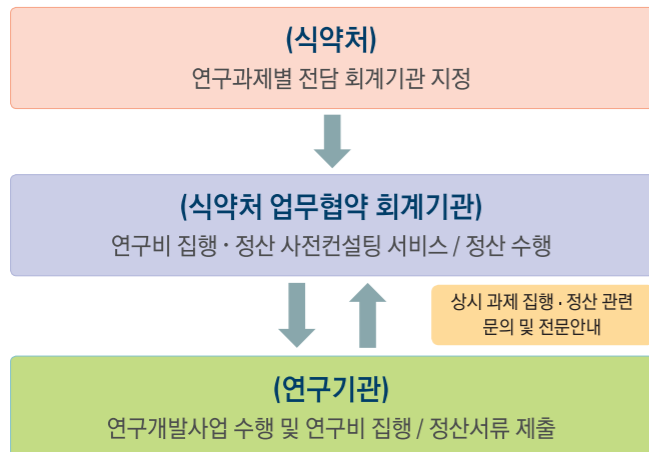 (식약처)
연구과제별 전담 회계기관 지정
(식약처 업무협약 회계기관)
연구비 집행 · 정산 사전컨설팅 서비스 / 정산 수행
상시 과제 집행 · 정산 관련
문의 및 전문안내
(연구기관)
연구개발사업 수행 및 연구비 집행 / 정산서류 제출